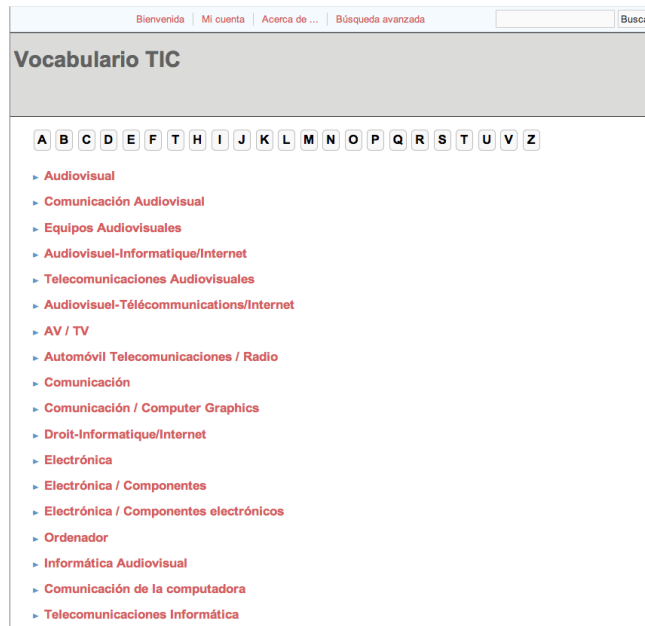 Bienvenida Mi cuenta Acerca de ... Búsqueda avanzada
Vocabulario TIC
A B C D E F T H I J K L M N O P Q R S T U V Z
Audiovisual
Comunicación Audiovisual
Equipos Audiovisuales
Audiovisuel-Informatique/Internet
Telecomunicaciones Audiovisuales
Audiovisuel-Télécommunications/Internet
AV / TV
Automóvil Telecomunicaciones / Radio
Comunicación
Comunicación / Computer Graphics
Droit-Informatique/Internet
Electrónica
Electrónica / Componentes
Electrónica / Componentes electrónicos
Ordenador
Informática Audiovisual
Comunicación de la computadora
Telecomunicaciones Informática